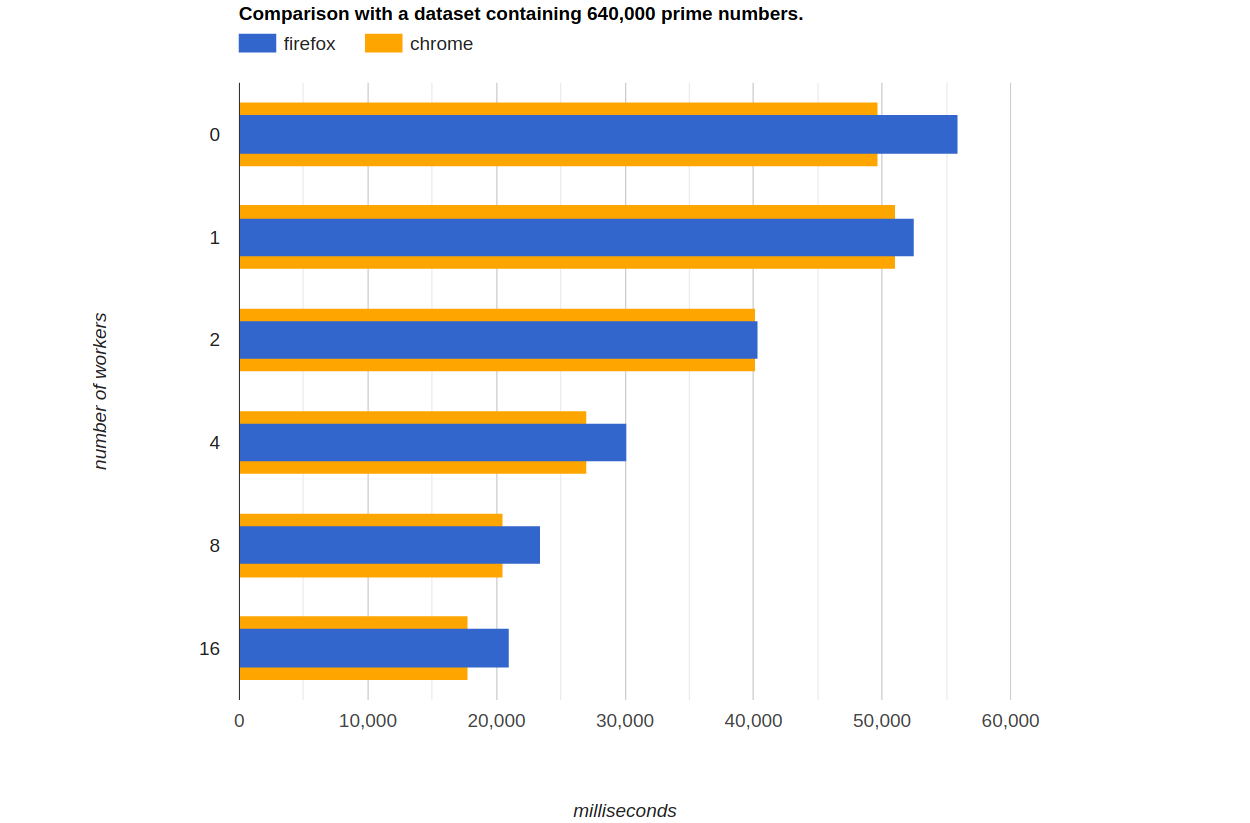 Comparison with a dataset containing 640,000 prime numbers.
firefox chrome
0
1
2
4
8
16
number of workers
0 10,000 20,000 30,000 40,000 50,000 60,000
milliseconds